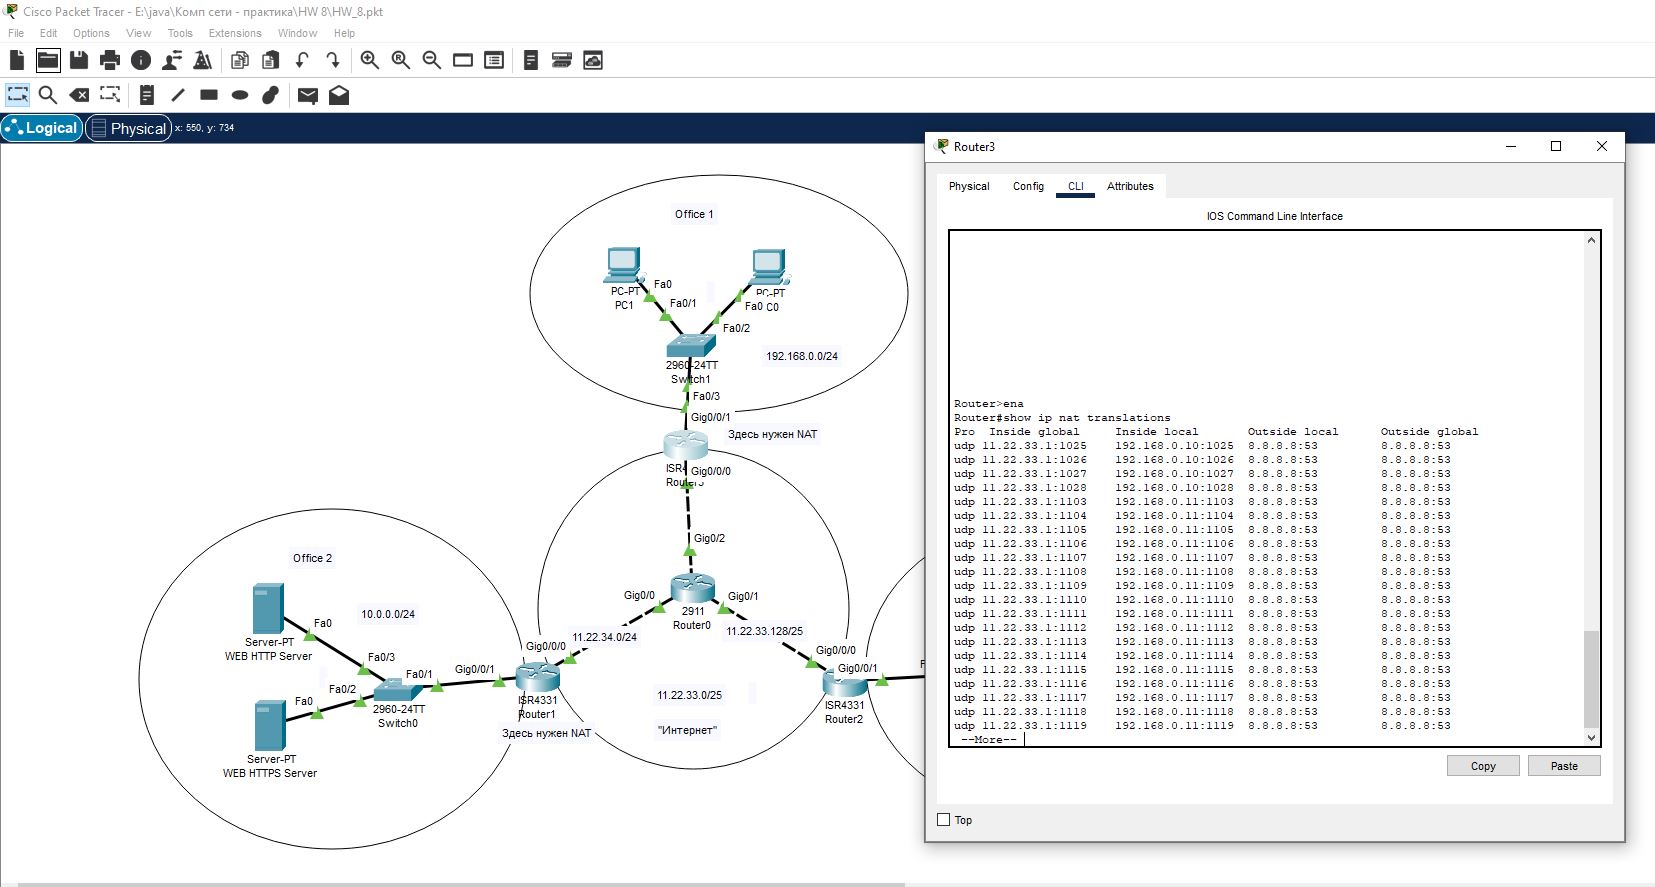 Cisco Packet Tracer - E:\java\Комп сети - практика\HW 8\HW_8.pkt
File Edit Options View Tools Extensions Window Help
Logical Physical x: 550, y: 734
Office 1
PC-PT
PC1
Fa0
Fa0/1
PC-PT
C0
Fa0
Fa0/2
2960-24TT
Switch1
192.168.0.0/24
Fa0/3
Gig0/0/1
Здесь нужен NAT
ISR4
Gig0/0/0
Gig0/2
Gig0/0
Gig0/1
2911
Router0
11.22.34.0/24
11.22.33.128/25
Gig0/0/0
Gig0/0/0
Gig0/0/1
ISR4331
Router2
11.22.33.0/25
"Интернет"
Office 2
10.0.0.0/24
Fa0
Server-PT
WEB HTTP Server
Fa0/3
Fa0/1
Gig0/0/1
Fa0
Fa0/2
2960-24TT
Switch0
ISR4331
Router1
Здесь нужен NAT
Server-PT
WEB HTTPS Server
F
Router3
Physical Config CLI Attributes
IOS Command Line Interface
Router>ena
Router#show ip nat translations
Pro Inside global Inside local Outside local Outside global
udp 11.22.33.1:1025 192.168.0.10:1025 8.8.8.8:53 8.8.8.8:53
udp 11.22.33.1:1026 192.168.0.10:1026 8.8.8.8:53 8.8.8.8:53
udp 11.22.33.1:1027 192.168.0.10:1027 8.8.8.8:53 8.8.8.8:53
udp 11.22.33.1:1028 192.168.0.10:1028 8.8.8.8:53 8.8.8.8:53
udp 11.22.33.1:1103 192.168.0.11:1103 8.8.8.8:53 8.8.8.8:53
udp 11.22.33.1:1104 192.168.0.11:1104 8.8.8.8:53 8.8.8.8:53
udp 11.22.33.1:1105 192.168.0.11:1105 8.8.8.8:53 8.8.8.8:53
udp 11.22.33.1:1106 192.168.0.11:1106 8.8.8.8:53 8.8.8.8:53
udp 11.22.33.1:1107 192.168.0.11:1107 8.8.8.8:53 8.8.8.8:53
udp 11.22.33.1:1108 192.168.0.11:1108 8.8.8.8:53 8.8.8.8:53
udp 11.22.33.1:1109 192.168.0.11:1109 8.8.8.8:53 8.8.8.8:53
udp 11.22.33.1:1110 192.168.0.11:1110 8.8.8.8:53 8.8.8.8:53
udp 11.22.33.1:1111 192.168.0.11:1111 8.8.8.8:53 8.8.8.8:53
udp 11.22.33.1:1112 192.168.0.11:1112 8.8.8.8:53 8.8.8.8:53
udp 11.22.33.1:1113 192.168.0.11:1113 8.8.8.8:53 8.8.8.8:53
udp 11.22.33.1:1114 192.168.0.11:1114 8.8.8.8:53 8.8.8.8:53
udp 11.22.33.1:1115 192.168.0.11:1115 8.8.8.8:53 8.8.8.8:53
udp 11.22.33.1:1116 192.168.0.11:1116 8.8.8.8:53 8.8.8.8:53
udp 11.22.33.1:1117 192.168.0.11:1117 8.8.8.8:53 8.8.8.8:53
udp 11.22.33.1:1118 192.168.0.11:1118 8.8.8.8:53 8.8.8.8:53
udp 11.22.33.1:1119 192.168.0.11:1119 8.8.8.8:53 8.8.8.8:53
--More--
Copy Paste
Top